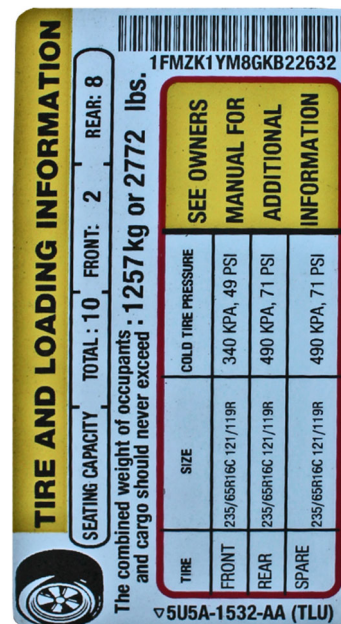 1FMZK1YM8GKB22632
TIRE AND LOADING INFORMATION
SEATING CAPACITY TOTAL : 10 FRONT: 2 REAR: 8
The combined weight of occupants
and cargo should never exceed : 1257 kg or 2772 lbs.
TIRE SIZE COLD TIRE PRESSURE
FRONT 235/65R16C 121/119R 340 KPA, 49 PSI
REAR 235/65R16C 121/119R 490 KPA, 71 PSI
SPARE 235/65R16C 121/119R 490 KPA, 71 PSI
SEE OWNERS
MANUAL FOR
ADDITIONAL
INFORMATION
▽5U5A-1532-AA (TLU)